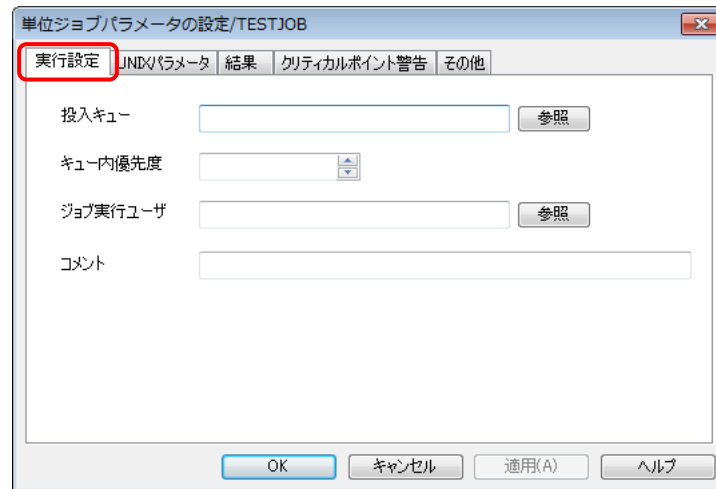 単位ジョブパラメータの設定/TESTJOB
実行設定 UNIXパラメータ 結果 クリティカルポイント警告 その他
投入キュー 参照
キュー内優先度
ジョブ実行ユーザ 参照
コメント
OK キャンセル 適用(A) ヘルプ